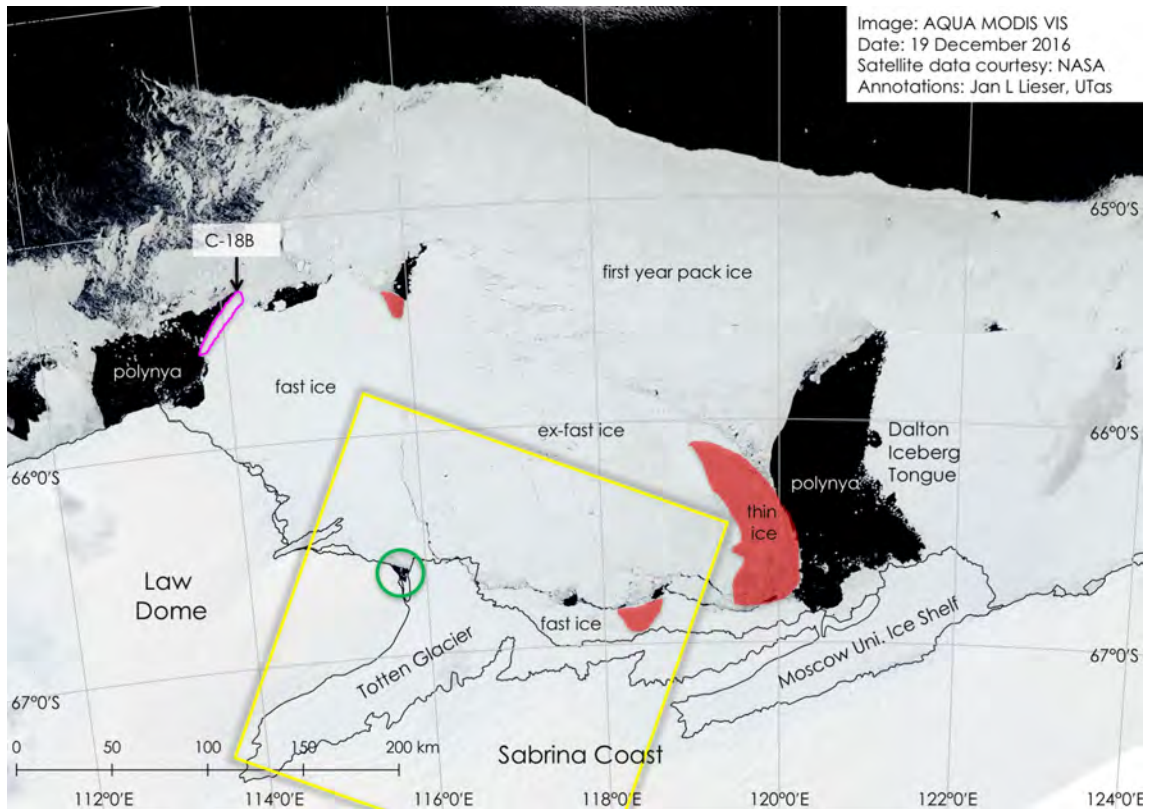 Image: AQUA MODIS VIS
Date: 19 December 2016
Satellite data courtesy: NASA
Annotations: Jan L Lieser, UTas
65°0'S
C-18B
first year pack ice
polynya
fast ice
ex-fast ice
66°0'S
Dalton
Iceberg
Tongue
66°0'S
polynya
thin
ice
Law
Dome
fast ice
Totten Glacier
Moscow Uni. Ice Shelf
67°0'S
67°0'S
0 50 100 150 200 km
Sabrina Coast
112°0'E 114°0'E 116°0'E 118°0'E 120°0'E 122°0'E 124°0'E